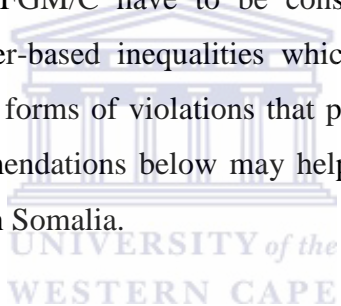 FGM/C have to be cons
er-based inequalities whic
forms of violations that p
nendations below may help
n Somalia.
UNIVERSITY of the
WESTERN CAPE